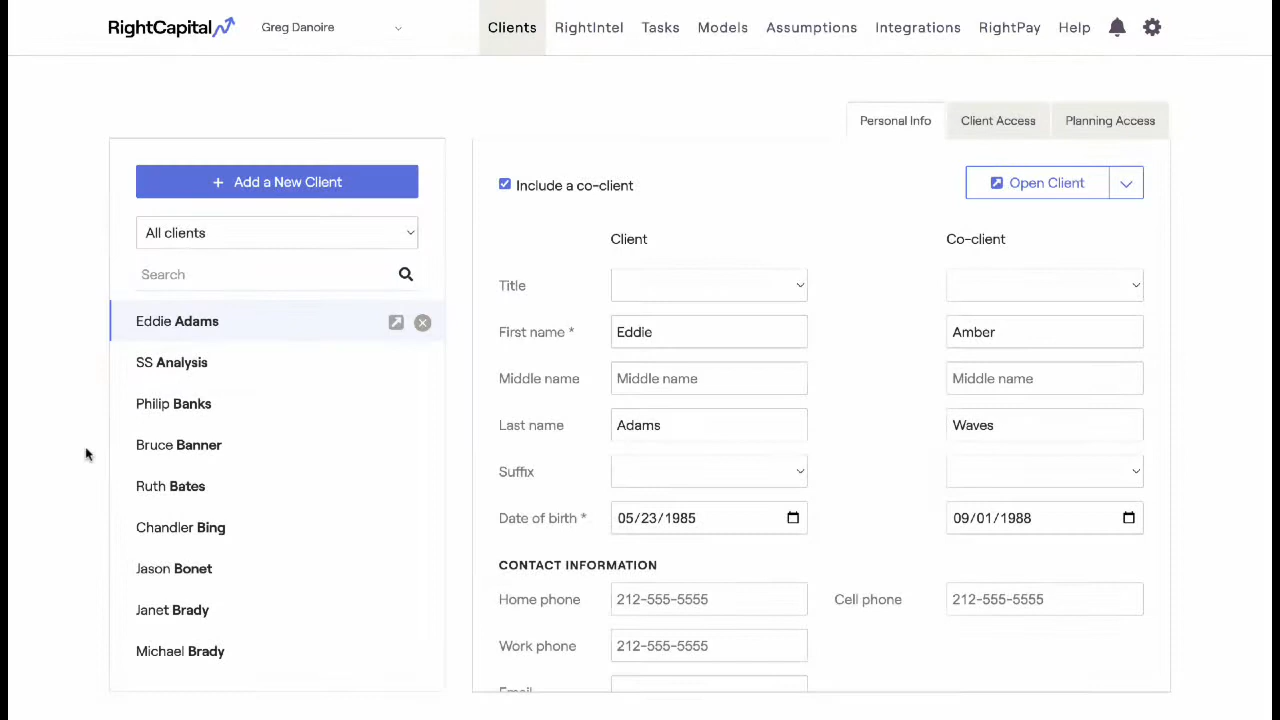 RightCapital Greg Danoire Clients RightIntel Tasks Models Assumptions Integrations RightPay Help
Personal Info Client Access Planning Access
+ Add a New Client
All clients
Search
Eddie Adams
SS Analysis
Philip Banks
Bruce Banner
Ruth Bates
Chandler Bing
Jason Bonet
Janet Brady
Michael Brady
Include a co-client Open Client
Client Co-client
Title
First name * Eddie Amber
Middle name Middle name Middle name
Last name Adams Waves
Suffix
Date of birth * 05/23/1985 09/01/1988
CONTACT INFORMATION
Home phone 212-555-5555 Cell phone 212-555-5555
Work phone 212-555-5555
Email